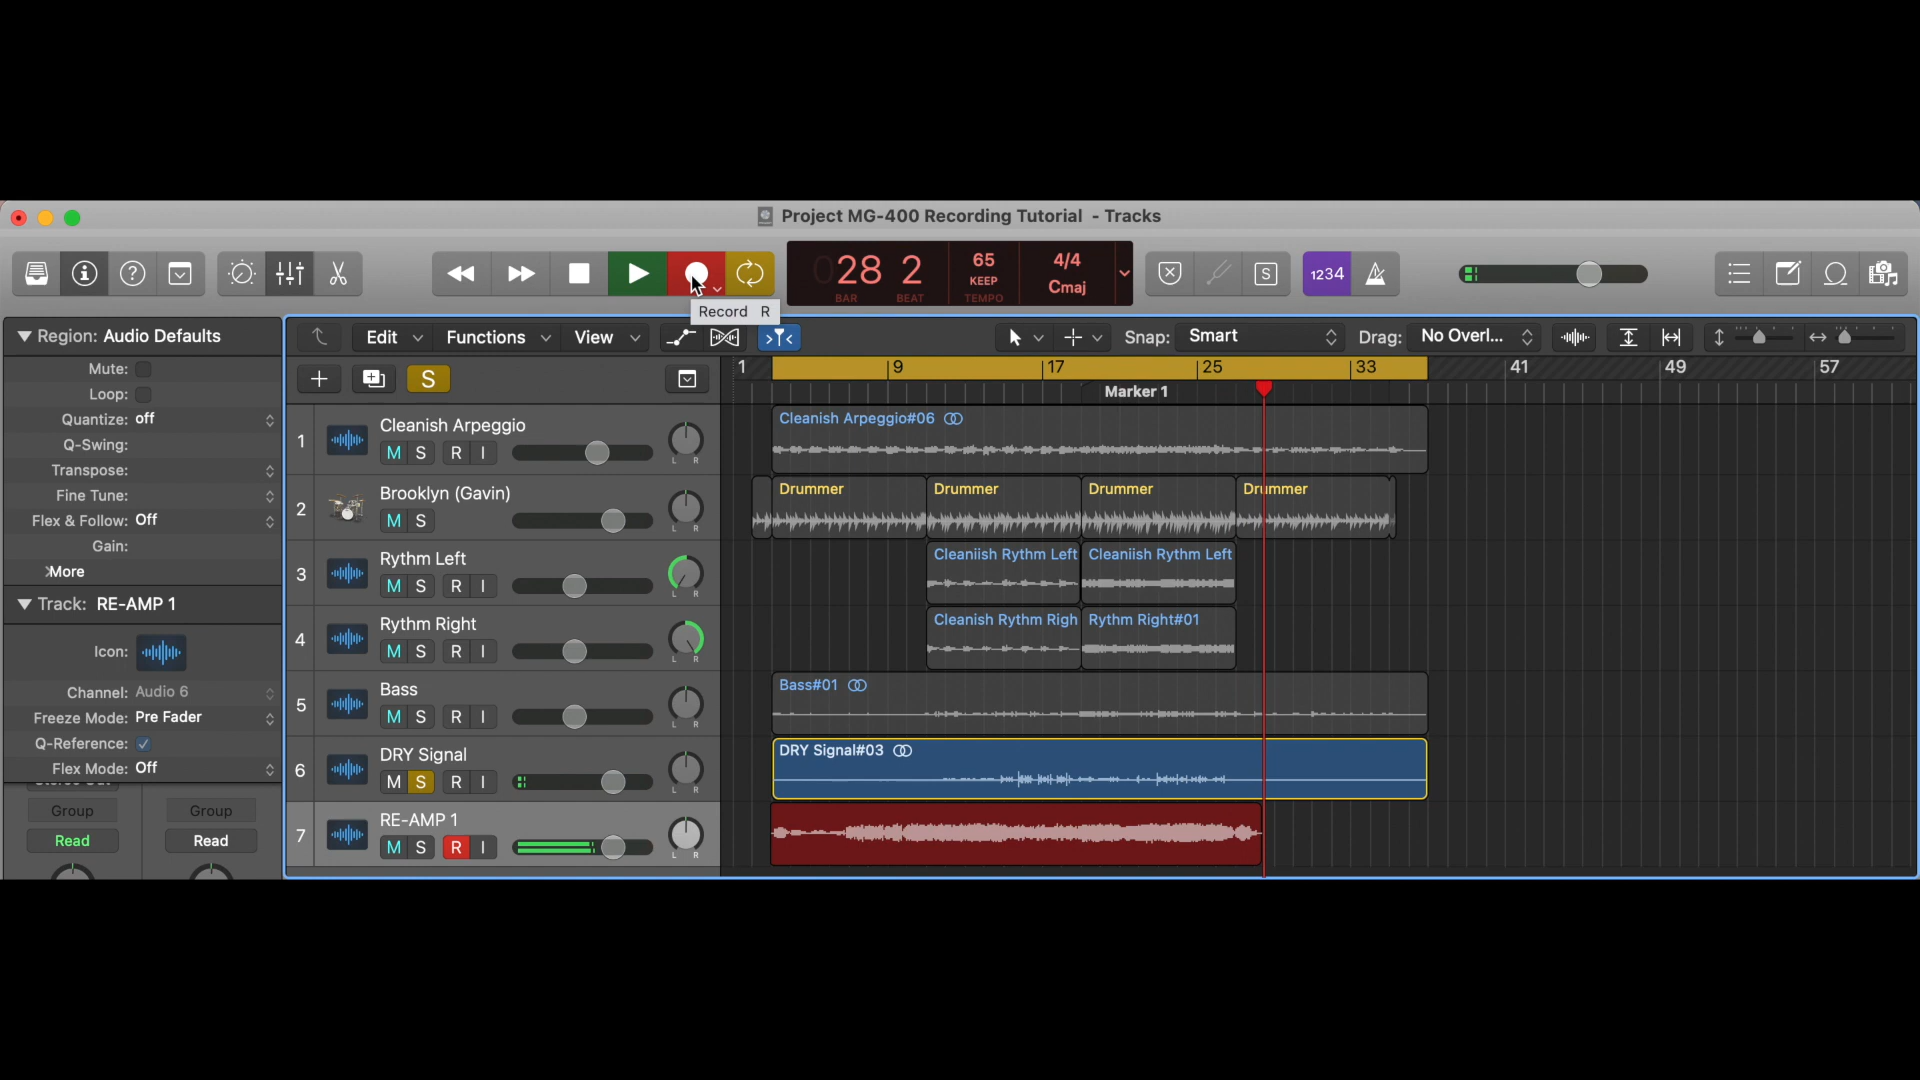 Project MG-400 Recording Tutorial - Tracks
028 2
BAR BEAT
65
KEEP
TEMPO
4/4
Cmaj
S
1234
Record R
Region: Audio Defaults
Mute:
Loop:
Quantize: off
Q-Swing:
Transpose:
Fine Tune:
Flex & Follow: Off
Gain:
More
Track: RE-AMP 1
Icon:
Channel: Audio 6
Freeze Mode: Pre Fader
Q-Reference:
Flex Mode: Off
Stereo Out
Group Group
Read Read
Edit Functions View
Snap: Smart
Drag: No Overl...
S
1 9 17 25 33 41 49 57
Marker 1
1 Cleanish Arpeggio
M S R I
L R
Cleanish Arpeggio#06
2 Brooklyn (Gavin)
M S
L R
Drummer Drummer Drummer Drummer
3 Rythm Left
M S R I
L R
Cleaniish Rythm Left Cleaniish Rythm Left
4 Rythm Right
M S R I
L R
Cleanish Rythm Righ Rythm Right#01
5 Bass
M S R I
L R
Bass#01
6 DRY Signal
M S R I
L R
DRY Signal#03
7 RE-AMP 1
M S R I
L R